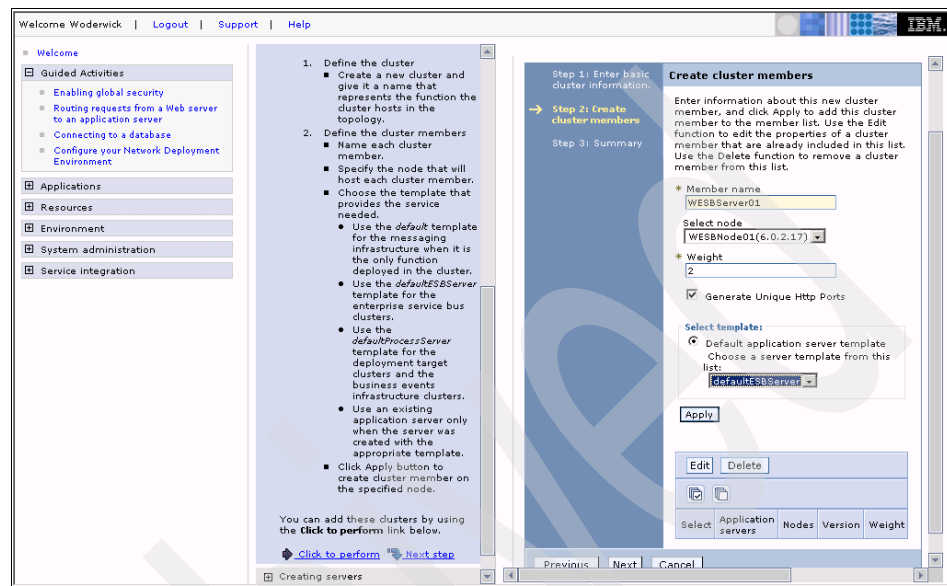 Welcome Woderwick | Logout | Support | Help
IBM.
Welcome
Guided Activities
Enabling global security
Routing requests from a Web server
to an application server
Connecting to a database
Configure your Network Deployment
Environment
Applications
Resources
Environment
System administration
Service integration
1. Define the cluster
Create a new cluster and
give it a name that
represents the function the
cluster hosts in the
topology.
2. Define the cluster members
Name each cluster
member.
Specify the node that will
host each cluster member.
Choose the template that
provides the service
needed.
Use the default template
for the messaging
infrastructure when it is
the only function
deployed in the cluster.
Use the defaultESBServer
template for the
enterprise service bus
clusters.
Use the
defaultProcessServer
template for the
deployment target
clusters and the
business events
infrastructure clusters.
Use an existing
application server only
when the server was
created with the
appropriate template.
Click Apply button to
create cluster member on
the specified node.
You can add these clusters by using
the Click to perform link below.
Click to perform Next step
Creating servers
Step 1: Enter basic
cluster information.
Step 2: Create
cluster members
Step 3: Summary
Create cluster members
Enter information about this new cluster
member, and click Apply to add this cluster
member to the member list. Use the Edit
function to edit the properties of a cluster
member that are already included in this list.
Use the Delete function to remove a cluster
member from this list.
* Member name
WESBServer01
Select node
WESBNode01(6.0.2.17)
* Weight
2
Generate Unique Http Ports
Select template:
Default application server template
Choose a server template from this
list:
defaultESBServer
Apply
Edit Delete
Select Application servers Nodes Version Weight
Previous Next Cancel